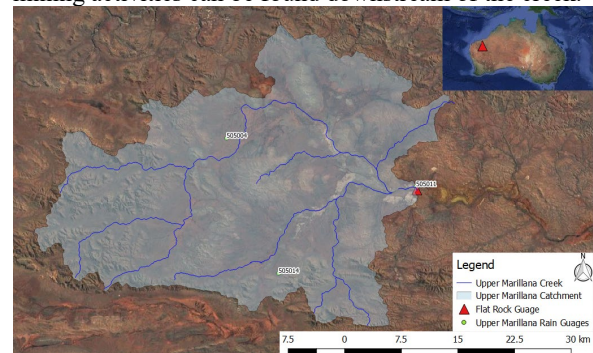 mining activities can be found downstream of the creek.
505004
505011
505014
Legend
N
Upper Marillana Creek
Upper Marillana Catchment
Flat Rock Guage
Upper Marillana Rain Guages
7.5 0 7.5 15 22.5 30 km